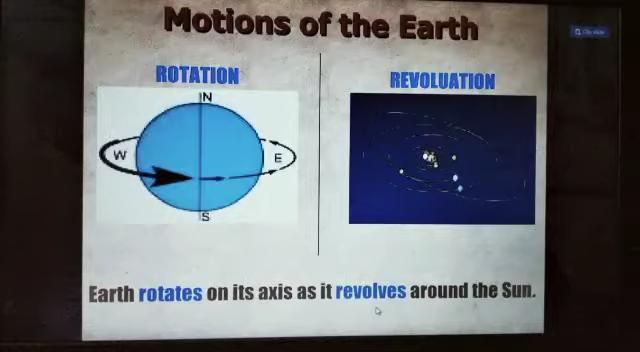 Motions of the Earth
ROTATION
REVOLUATION
N
W
E
S
Earth rotates on its axis as it revolves around the Sun.